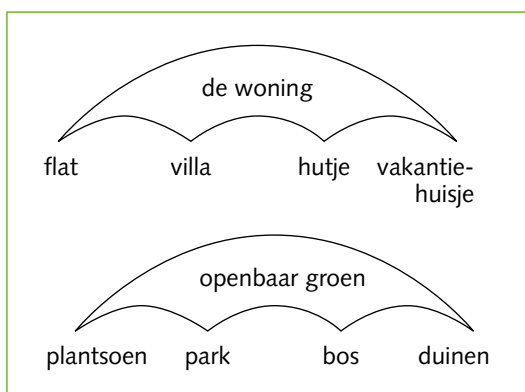 de woning
flat villa hutje vakantie-
huisje
openbaar groen
plantsoen park bos duinen